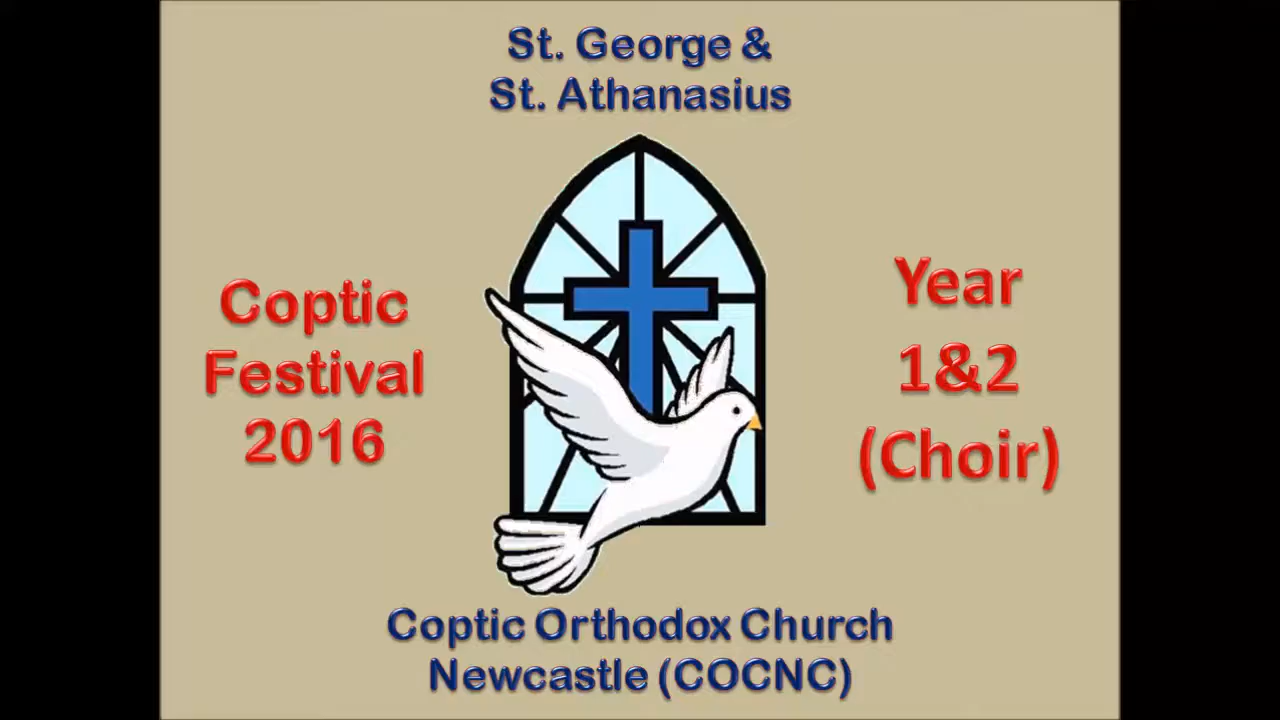 St. George &
St. Athanasius
Coptic
Festival
2016
Year
1&2
(Choir)
Coptic Orthodox Church
Newcastle (COCNC)